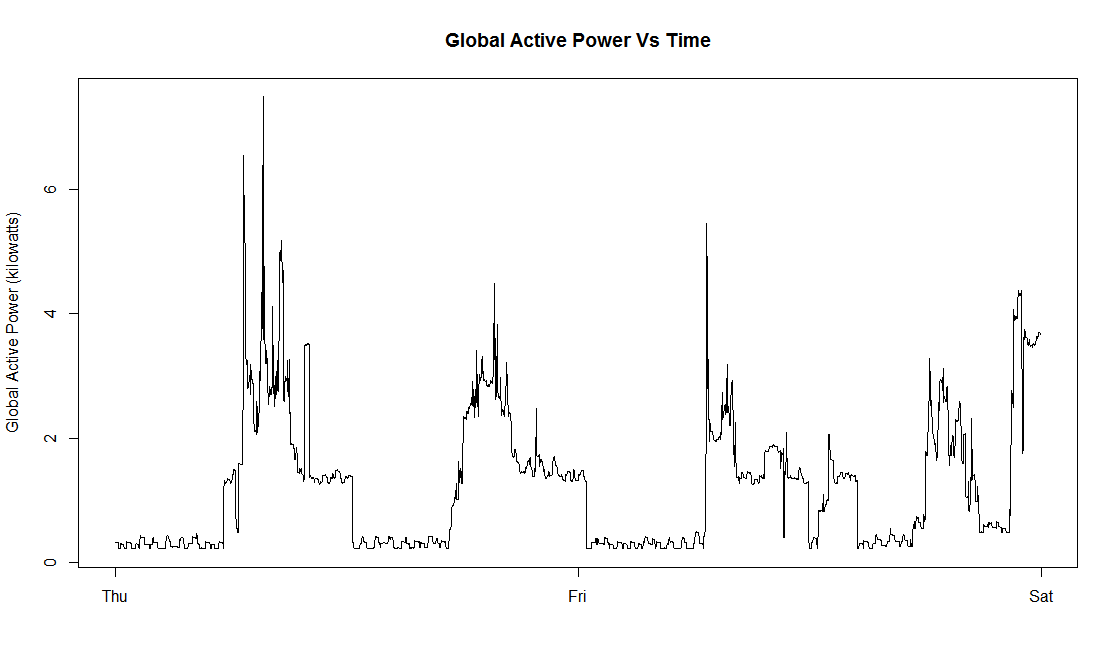 Global Active Power Vs Time
Global Active Power (kilowatts)
6
4
2
0
Thu
Fri
Sat